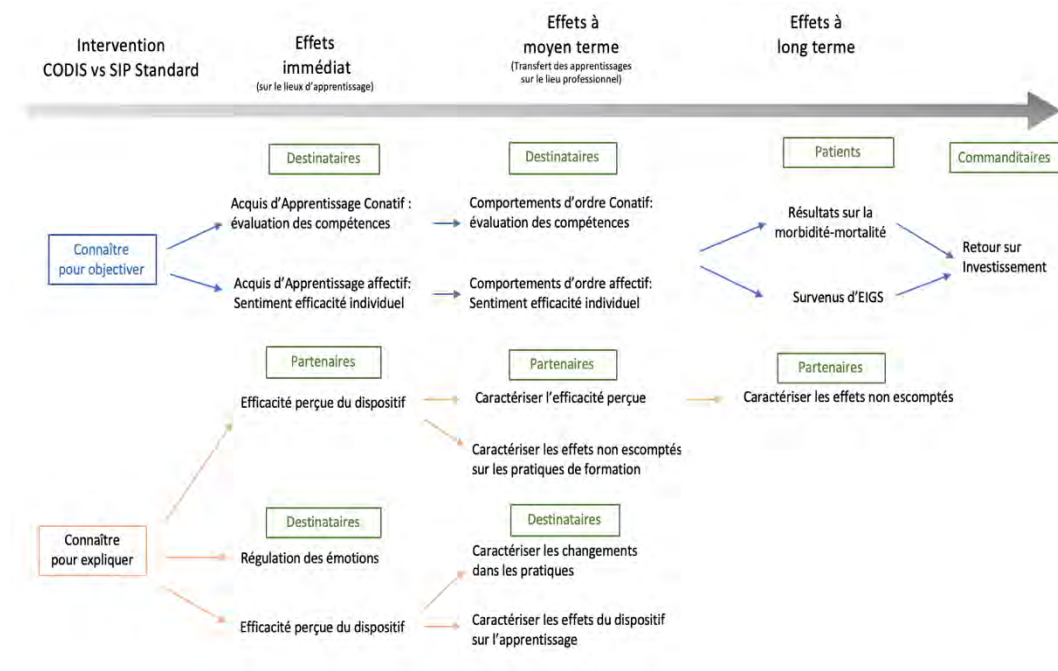 Intervention
CODIS vs SIP Standard
Effets
immédiat
(sur le lieux d'apprentissage)
Effets à
moyen terme
(Transfert des apprentissages
sur le lieu professionnel)
Effets à
long terme
Destinataires
Destinataires
Patients
Commanditaires
Connaître
pour objectiver
Acquis d'Apprentissage Conatif :
évaluation des compétences
Comportements d'ordre Conatif:
évaluation des compétences
Résultats sur la
morbidité-mortalité
Retour sur
Investissement
Acquis d'Apprentissage affectif:
Sentiment efficacité individuel
Comportements d'ordre affectif:
Sentiment efficacité individuel
Survenus d'EIGS
Partenaires
Partenaires
Partenaires
Efficacité perçue du dispositif
Caractériser l'efficacité perçue
Caractériser les effets non escomptés
Caractériser les effets non escomptés
sur les pratiques de formation
Connaître
pour expliquer
Destinataires
Destinataires
Régulation des émotions
Caractériser les changements
dans les pratiques
Efficacité perçue du dispositif
Caractériser les effets du dispositif
sur l'apprentissage